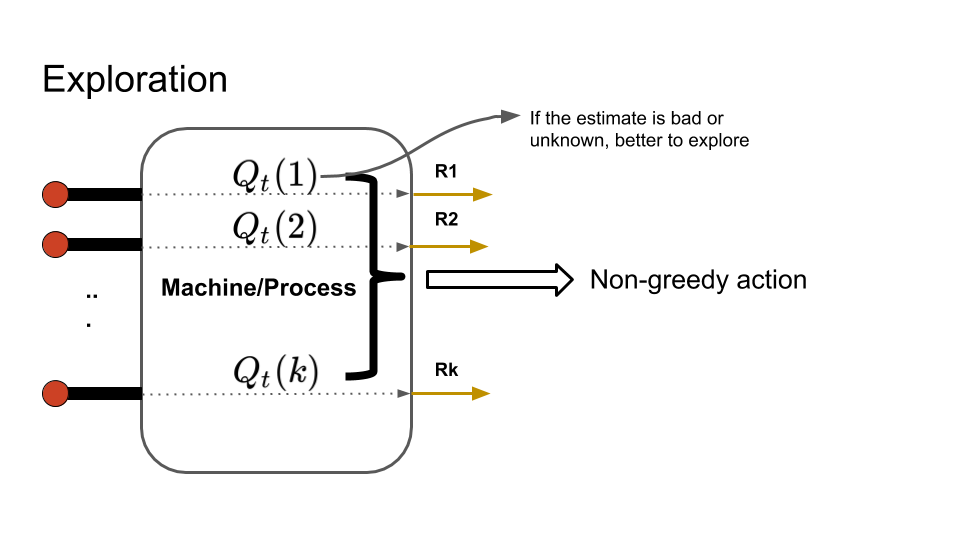 Exploration
If the estimate is bad or
unknown, better to explore
Q_t(1)
R1
Q_t(2)
R2
..
.
Machine/Process
Non-greedy action
Q_t(k)
Rk